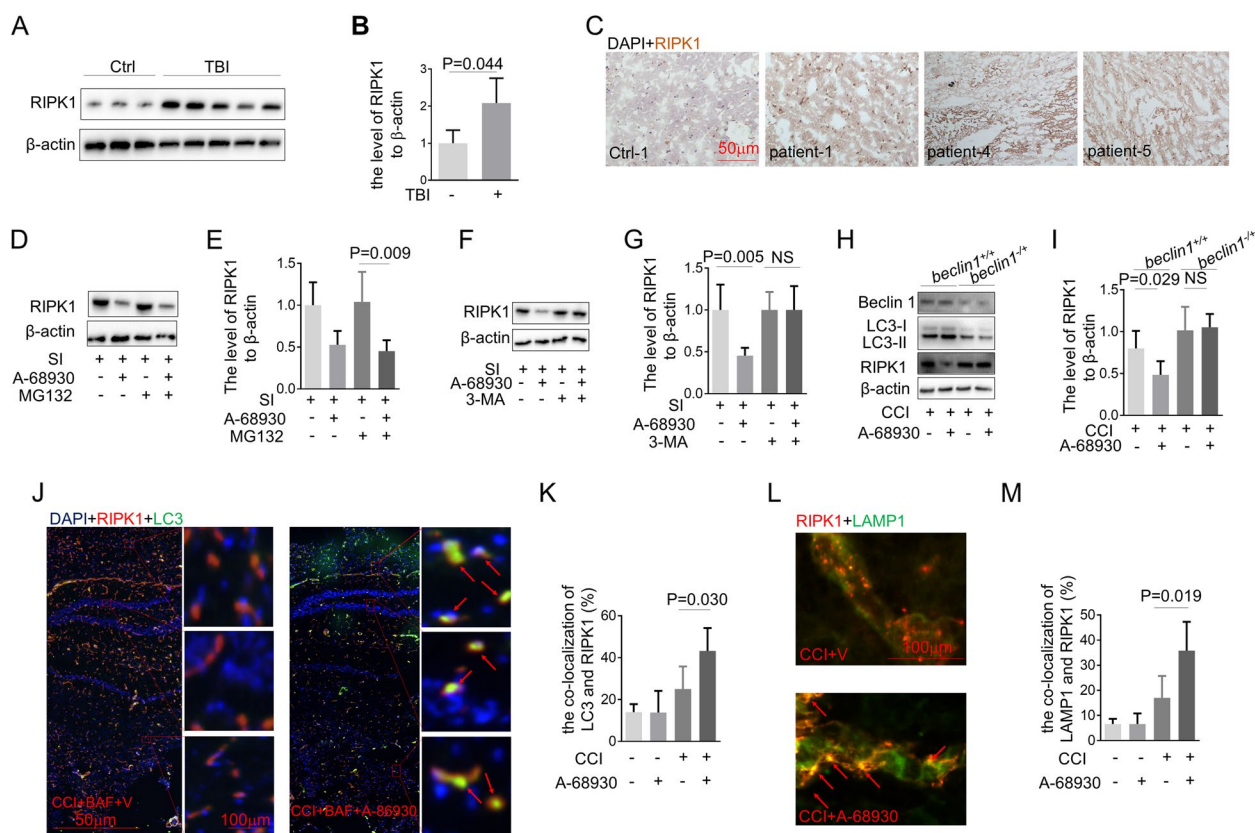 A
Ctrl TBI
RIPK1
β-actin
B
P=0.044
the level of RIPK1
to β-actin
3
2
1
0
TBI - +
C
DAPI+RIPK1
Ctrl-1
50μm
patient-1
patient-4
patient-5
D
RIPK1
β-actin
SI + + + +
A-68930 - + - +
MG132 - - + +
E
P=0.009
The level of RIPK1
to β-actin
1.5
1.0
0.5
0.0
SI + + + +
A-68930 - + - +
MG132 - - + +
F
RIPK1
β-actin
SI + + + +
A-68930 - + - +
3-MA - - + +
G
P=0.005 NS
The level of RIPK1
to β-actin
1.5
1.0
0.5
0.0
SI + + + +
A-68930 - + - +
3-MA - - + +
H
beclin1+/+
beclin1-/+
Beclin 1
LC3-I
LC3-II
RIPK1
β-actin
CCI + + + +
A-68930 - + - +
I
beclin1+/+
beclin1-/+
P=0.029 NS
The level of RIPK1
to β-actin
1.5
1.0
0.5
0.0
CCI + + + +
A-68930 - + - +
J
DAPI+RIPK1+LC3
CCI+BAF+V
50μm
100μm
CCI+BAF+A-86930
K
P=0.030
the co-localization of
LC3 and RIPK1 (%)
60
40
20
0
CCI - - + +
A-68930 - + - +
L
RIPK1+LAMP1
CCI+V
100μm
CCI+A-68930
M
P=0.019
the co-localization of
LAMP1 and RIPK1 (%)
50
40
30
20
10
0
CCI - - + +
A-68930 - + - +